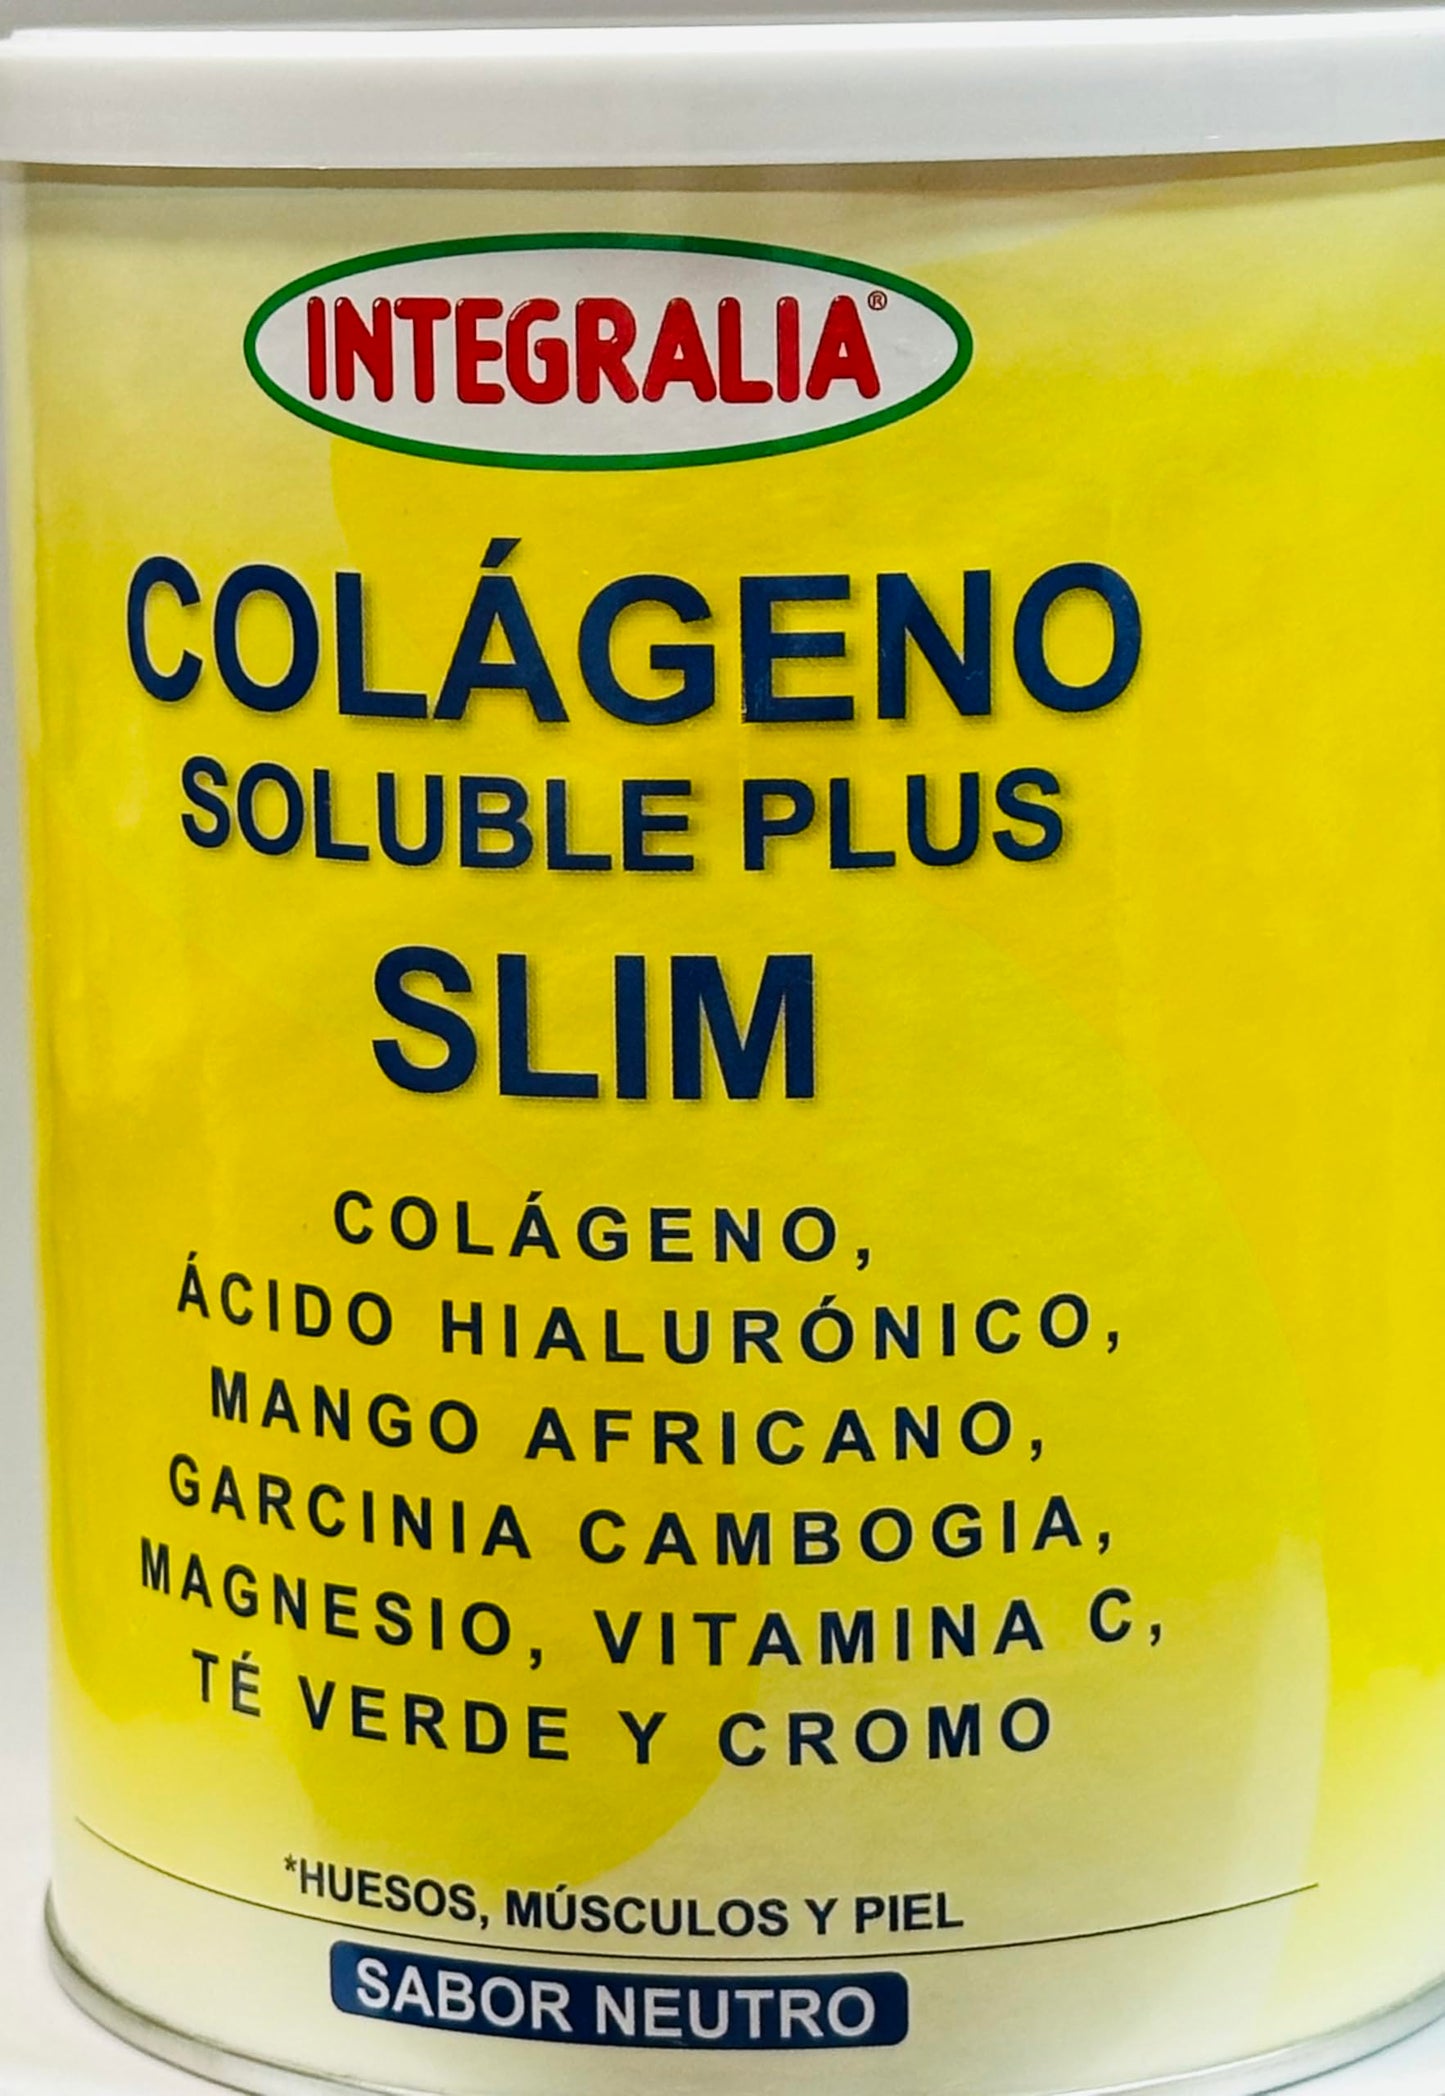 INTEGRALIA®
COLÁGENO
SOLUBLE PLUS
SLIM
COLÁGENO,
ÁCIDO HIALURÓNICO,
MANGO AFRICANO,
GARCINIA CAMBOGIA,
MAGNESIO, VITAMINA C,
TÉ VERDE Y CROMO
*HUESOS, MÚSCULOS Y PIEL
SABOR NEUTRO